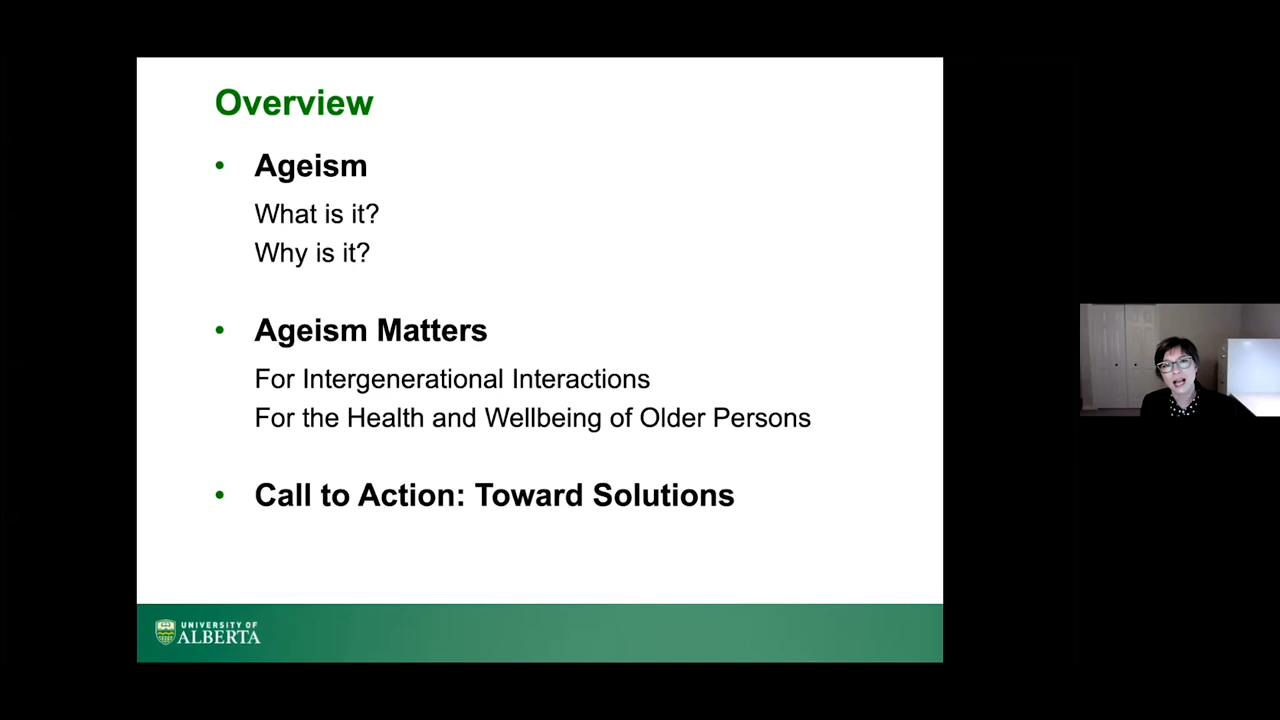 Overview
• Ageism
What is it?
Why is it?
• Ageism Matters
For Intergenerational Interactions
For the Health and Wellbeing of Older Persons
• Call to Action: Toward Solutions
UNIVERSITY OF
ALBERTA